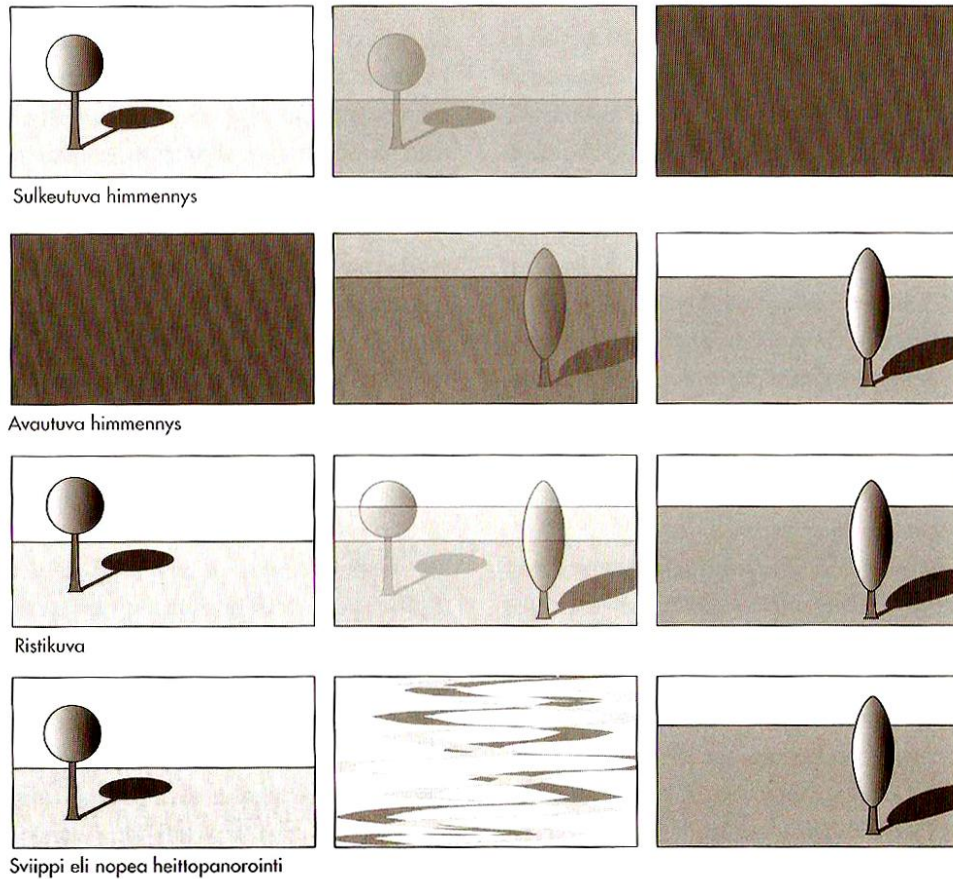 Sulkeutuva himmennys
Avautuva himmennys
Ristikuva
Sviippi eli nopea heittopanorointi